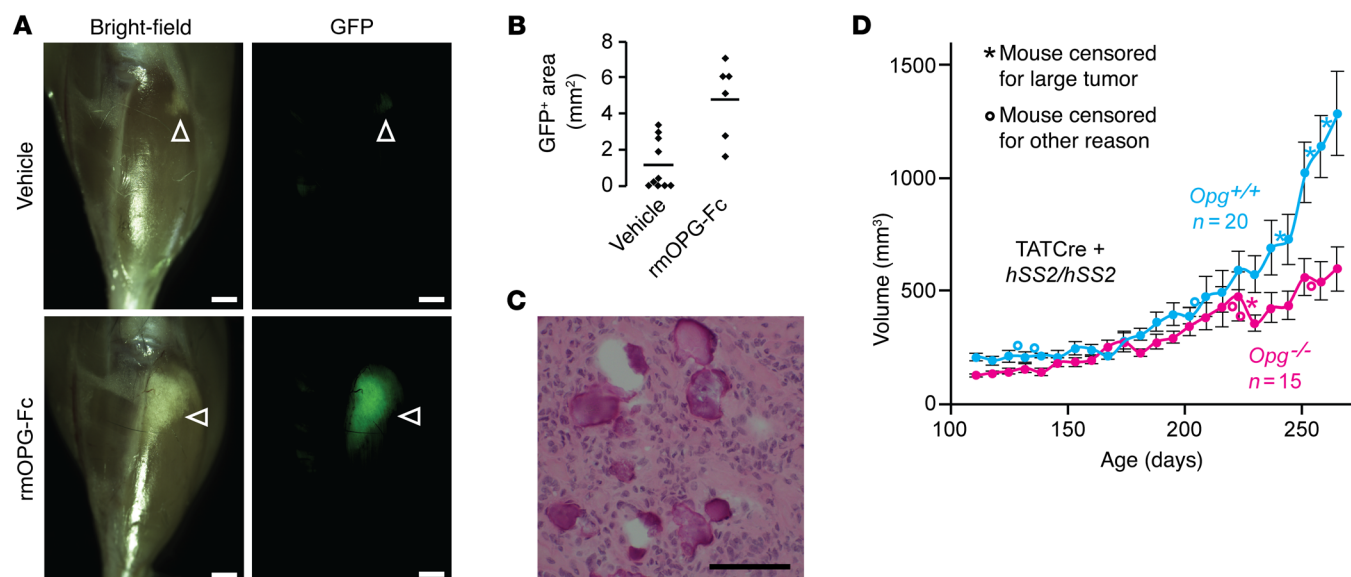 A
Bright-field
GFP
Vehicle
rmOPG-Fc
B
GFP⁺ area
(mm²)
8
6
4
2
0
Vehicle
rmOPG-Fc
C
D
* Mouse censored
for large tumor
Mouse censored
for other reason
Volume (mm³)
1500
1000
500
0
Opg⁺/⁺
n = 20
TATCre +
hSS2/hSS2
Opg⁻/⁻
n = 15
100
150
200
250
Age (days)